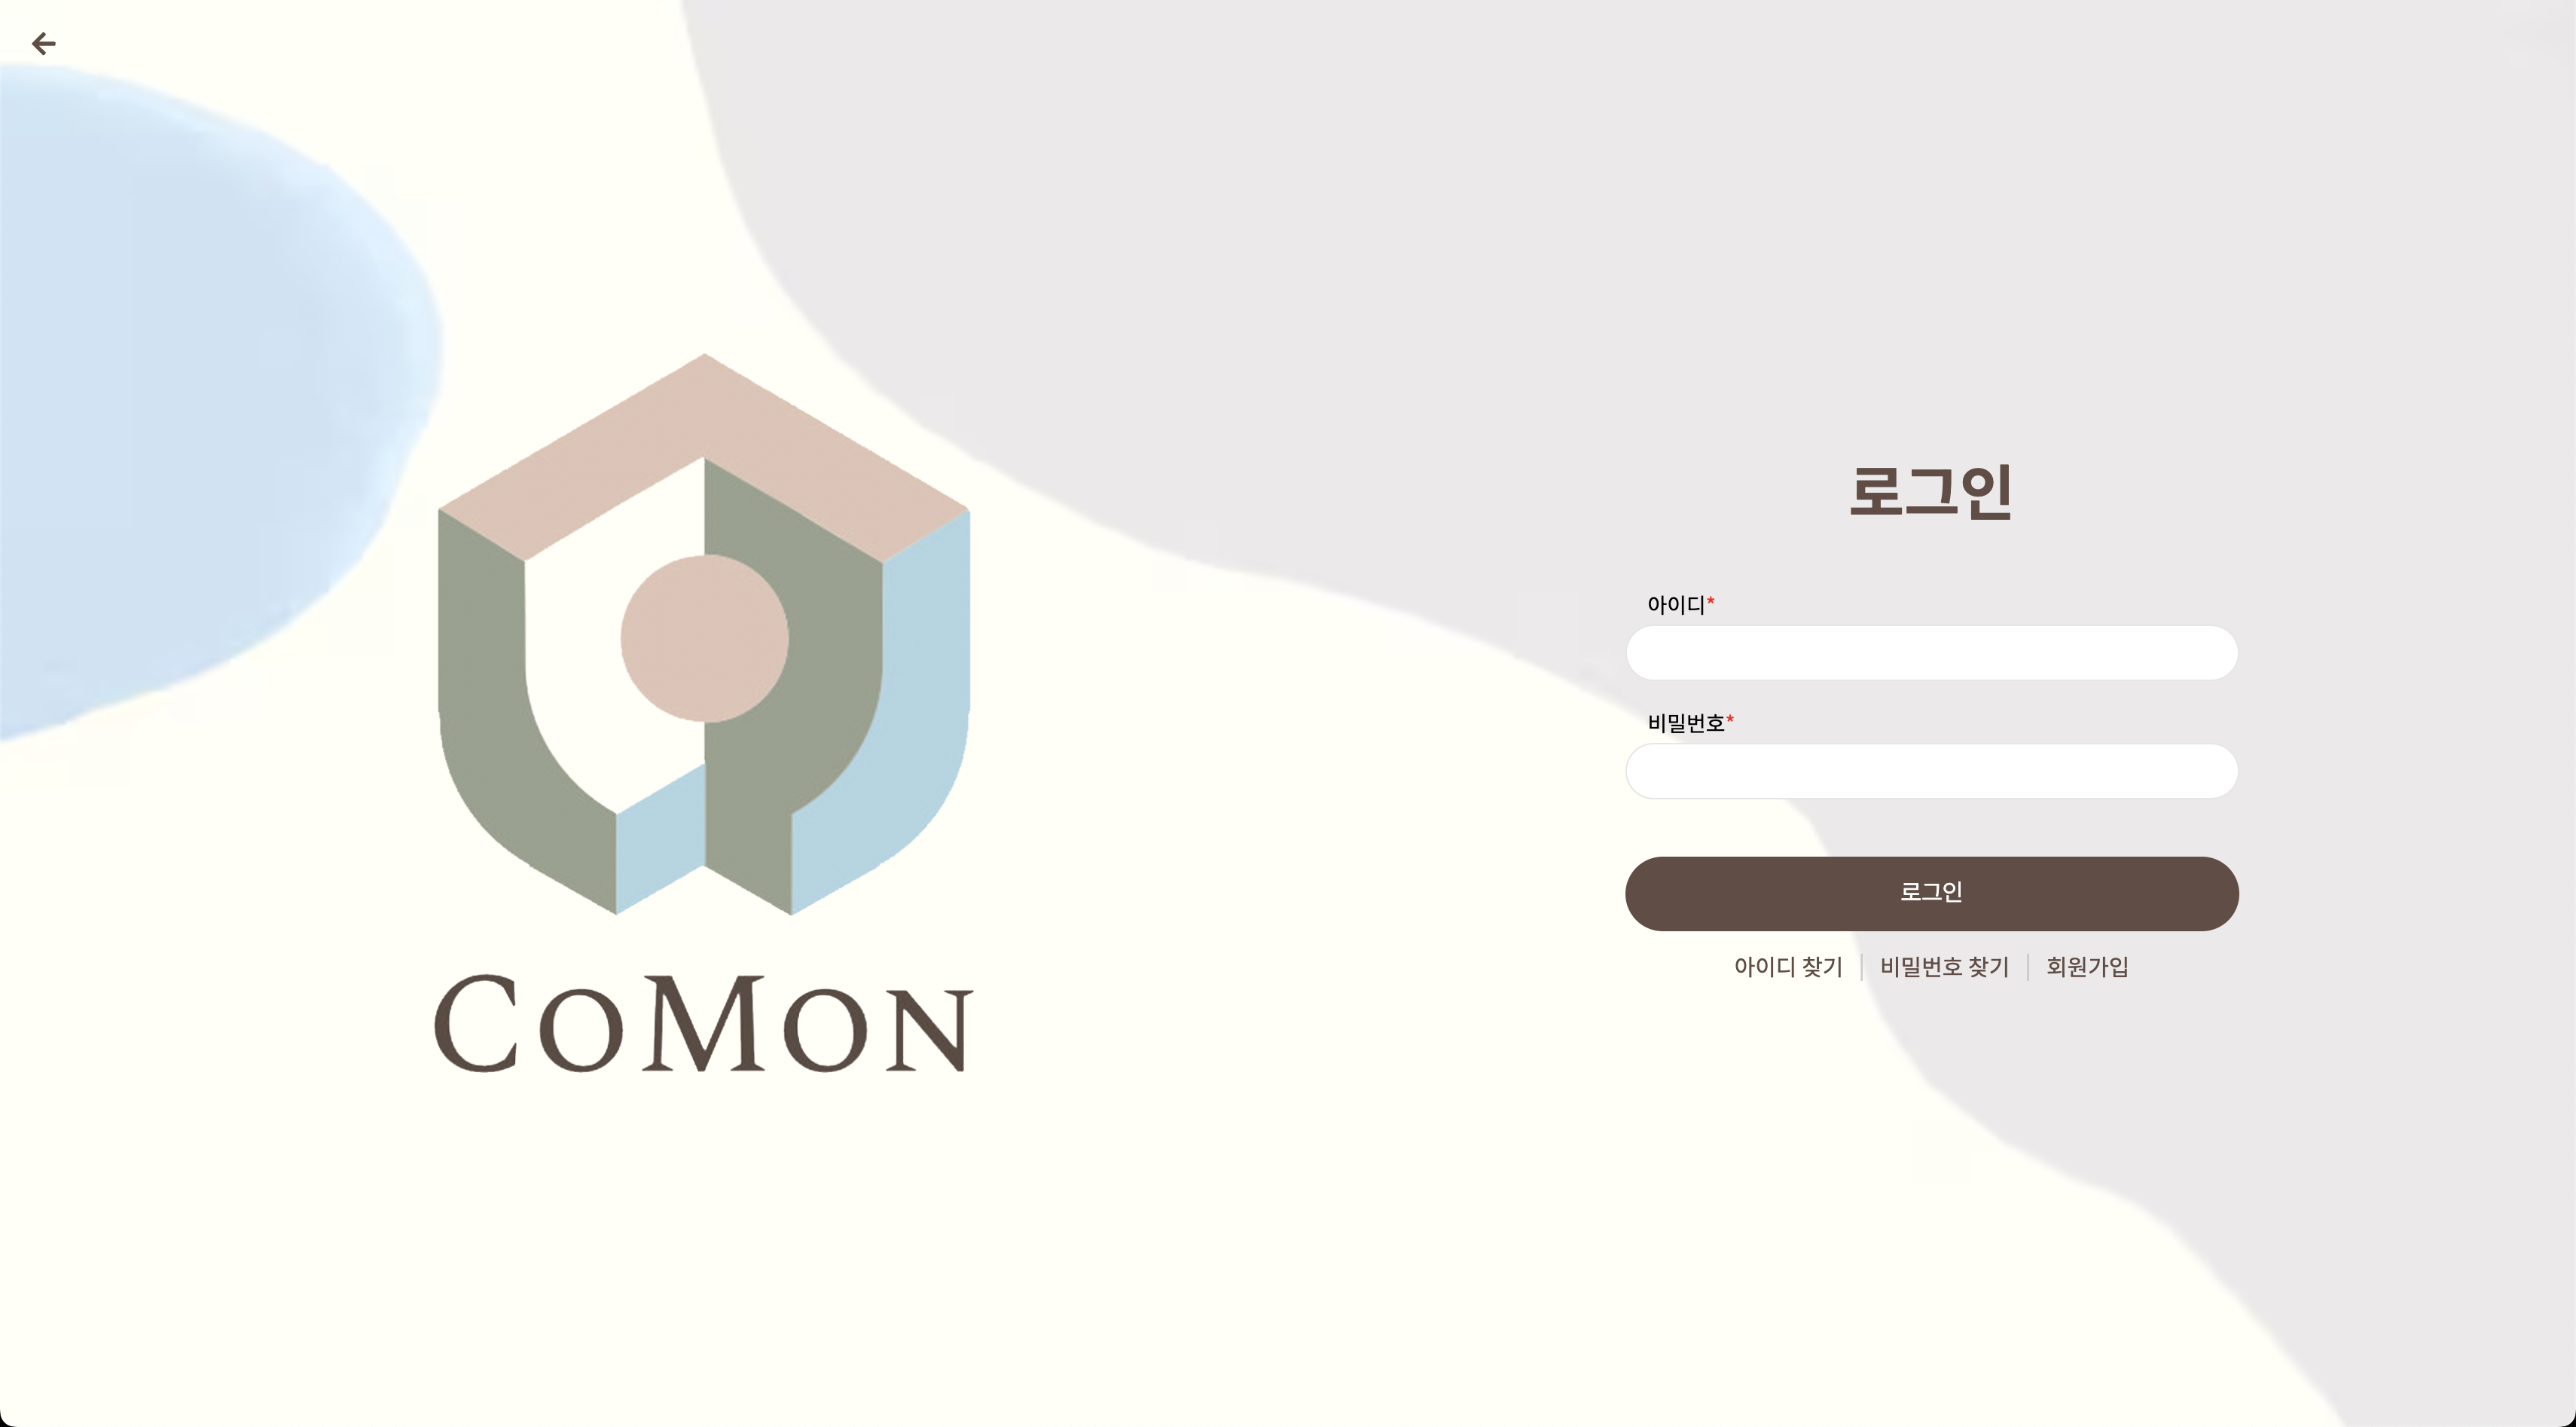 COMON
로그인
아이디*
비밀번호*
로그인
아이디 찾기 | 비밀번호 찾기 | 회원가입